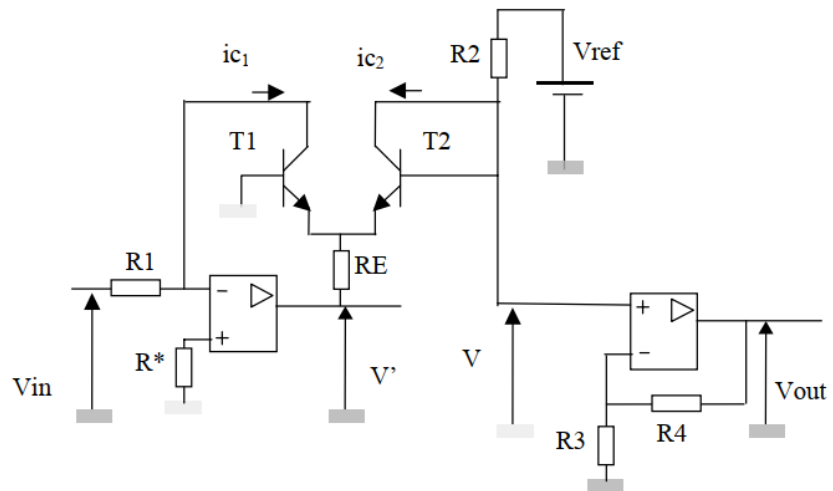 ic1
ic2
R2
Vref
T1
T2
R1
RE
−
+
R*
Vin
V’
V
+
−
R3
R4
Vout